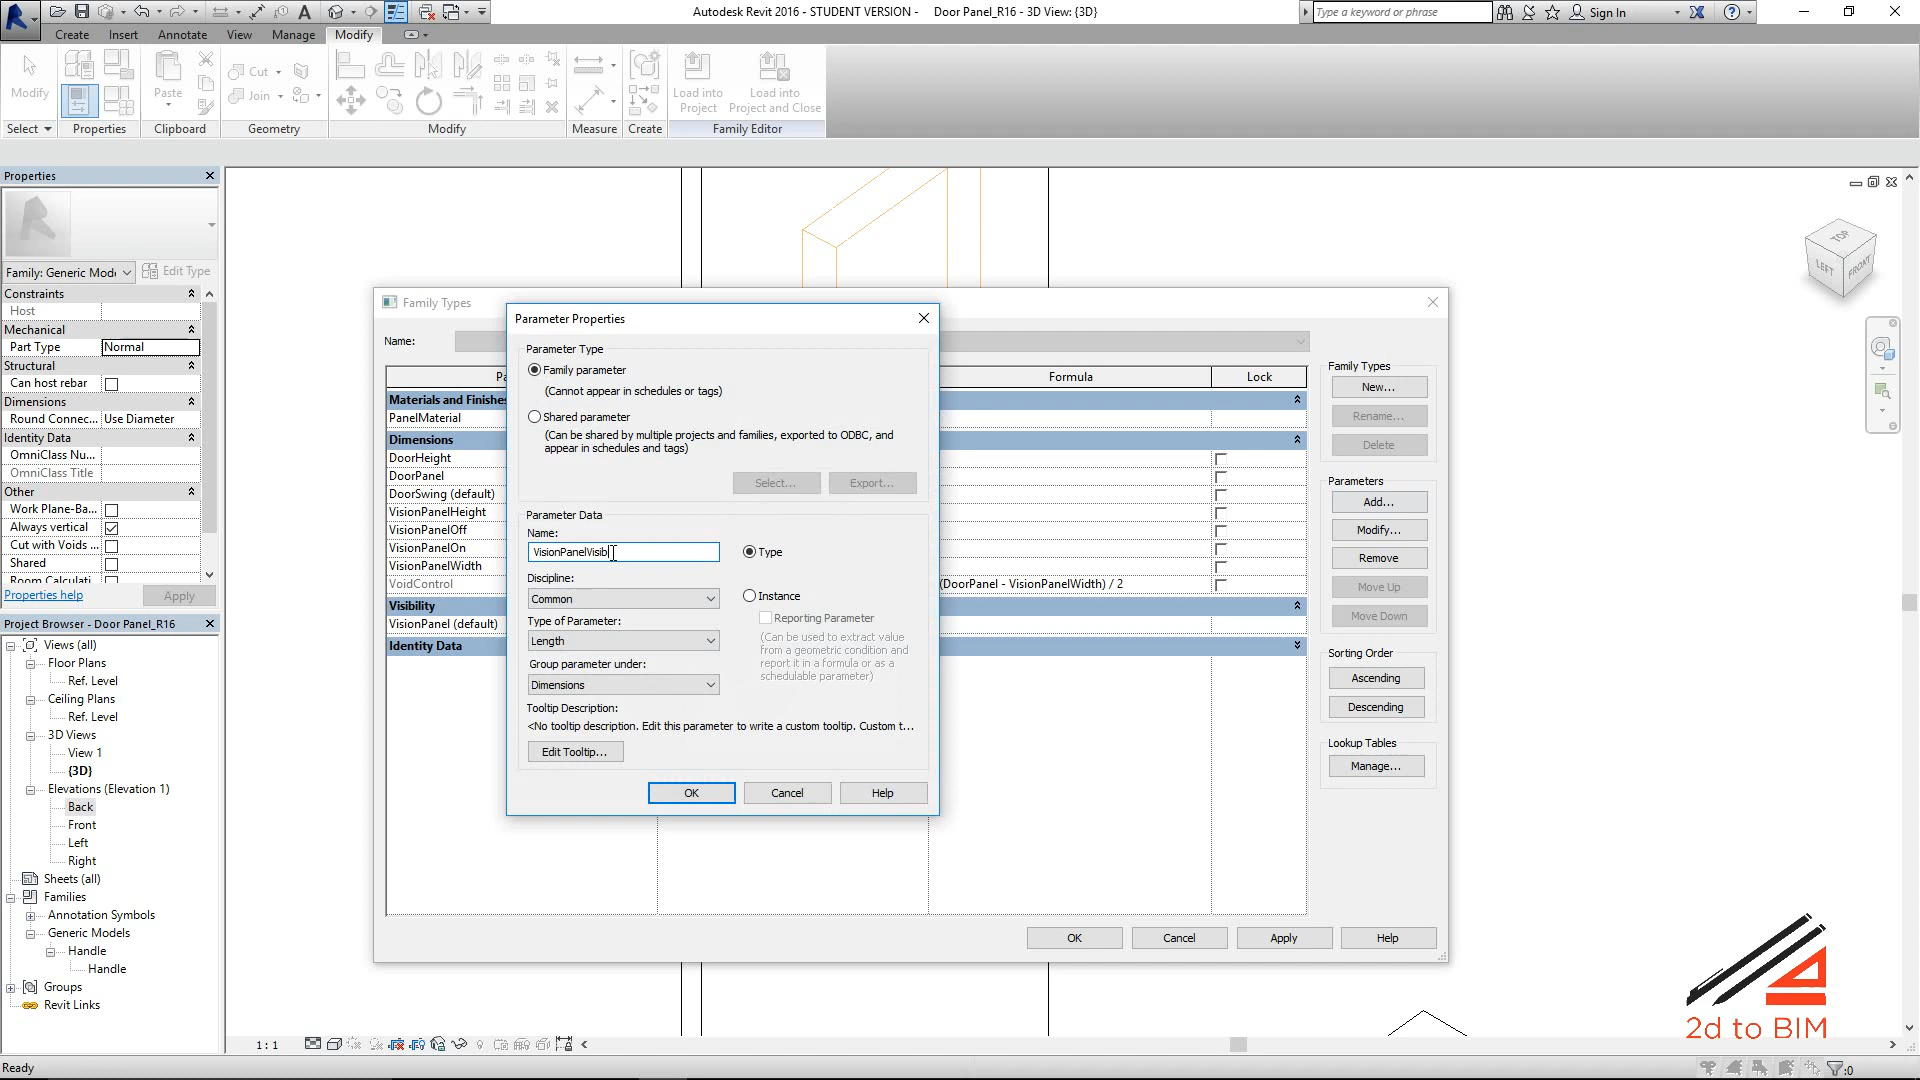 Autodesk Revit 2016 - STUDENT VERSION - Door Panel_R16 - 3D View: {3D}
Type a keyword or phrase
Sign In
Create Insert Annotate View Manage Modify
Modify
Paste
Cut
Join
Load into Project
Load into Project and Close
Select Properties Clipboard Geometry Modify Measure Create Family Editor
Properties
Family: Generic Mode
Edit Type
Constraints
Host
Mechanical
Part Type Normal
Structural
Can host rebar
Dimensions
Round Connec... Use Diameter
Identity Data
OmniClass Nu...
OmniClass Title
Other
Work Plane-Ba...
Always vertical
Cut with Voids ...
Shared
Room Calculati
Properties help Apply
Project Browser - Door Panel_R16
Views (all)
Floor Plans
Ref. Level
Ceiling Plans
Ref. Level
3D Views
View 1
{3D}
Elevations (Elevation 1)
Back
Front
Left
Right
Sheets (all)
Families
Annotation Symbols
Generic Models
Handle
Handle
Groups
Revit Links
TOP
LEFT FRONT
Family Types
Name:
Formula Lock
Materials and Finishes
PanelMaterial
Dimensions
DoorHeight
DoorPanel
DoorSwing (default)
VisionPanelHeight
VisionPanelOff
VisionPanelOn
VisionPanelWidth
VoidControl (DoorPanel - VisionPanelWidth) / 2
Visibility
VisionPanel (default)
Identity Data
Family Types
New...
Rename...
Delete
Parameters
Add...
Modify...
Remove
Move Up
Move Down
Sorting Order
Ascending
Descending
Lookup Tables
Manage...
OK Cancel Apply Help
Parameter Properties
Parameter Type
Family parameter
(Cannot appear in schedules or tags)
Shared parameter
(Can be shared by multiple projects and families, exported to ODBC, and
appear in schedules and tags)
Select... Export...
Parameter Data
Name:
VisionPanelVisib
Type
Discipline:
Common
Instance
Type of Parameter:
Reporting Parameter
Length
(Can be used to extract value
from a geometric condition and
report it in a formula or as a
schedulable parameter)
Group parameter under:
Dimensions
Tooltip Description:
<No tooltip description. Edit this parameter to write a custom tooltip. Custom t...
Edit Tooltip...
OK Cancel Help
2d to BIM
1 : 1
Ready
:0